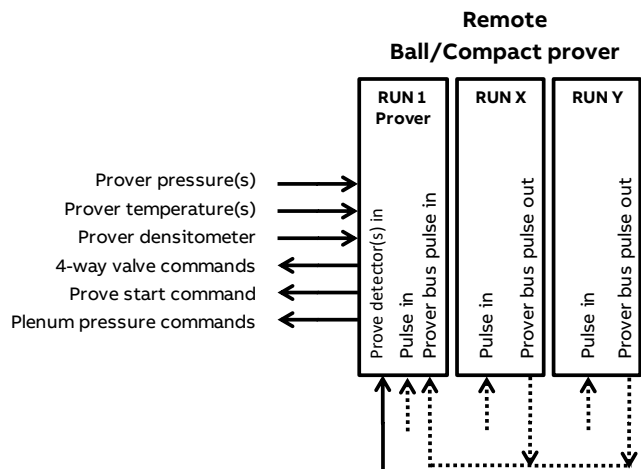 Remote
Ball/Compact prover
RUN 1
Prover
RUN X
RUN Y
Prover pressure(s)
Prover temperature(s)
Prover densitometer
4-way valve commands
Prove start command
Plenum pressure commands
Prove detector(s) in
Pulse in
Prover bus pulse in
Pulse in
Prover bus pulse out
Pulse in
Prover bus pulse out